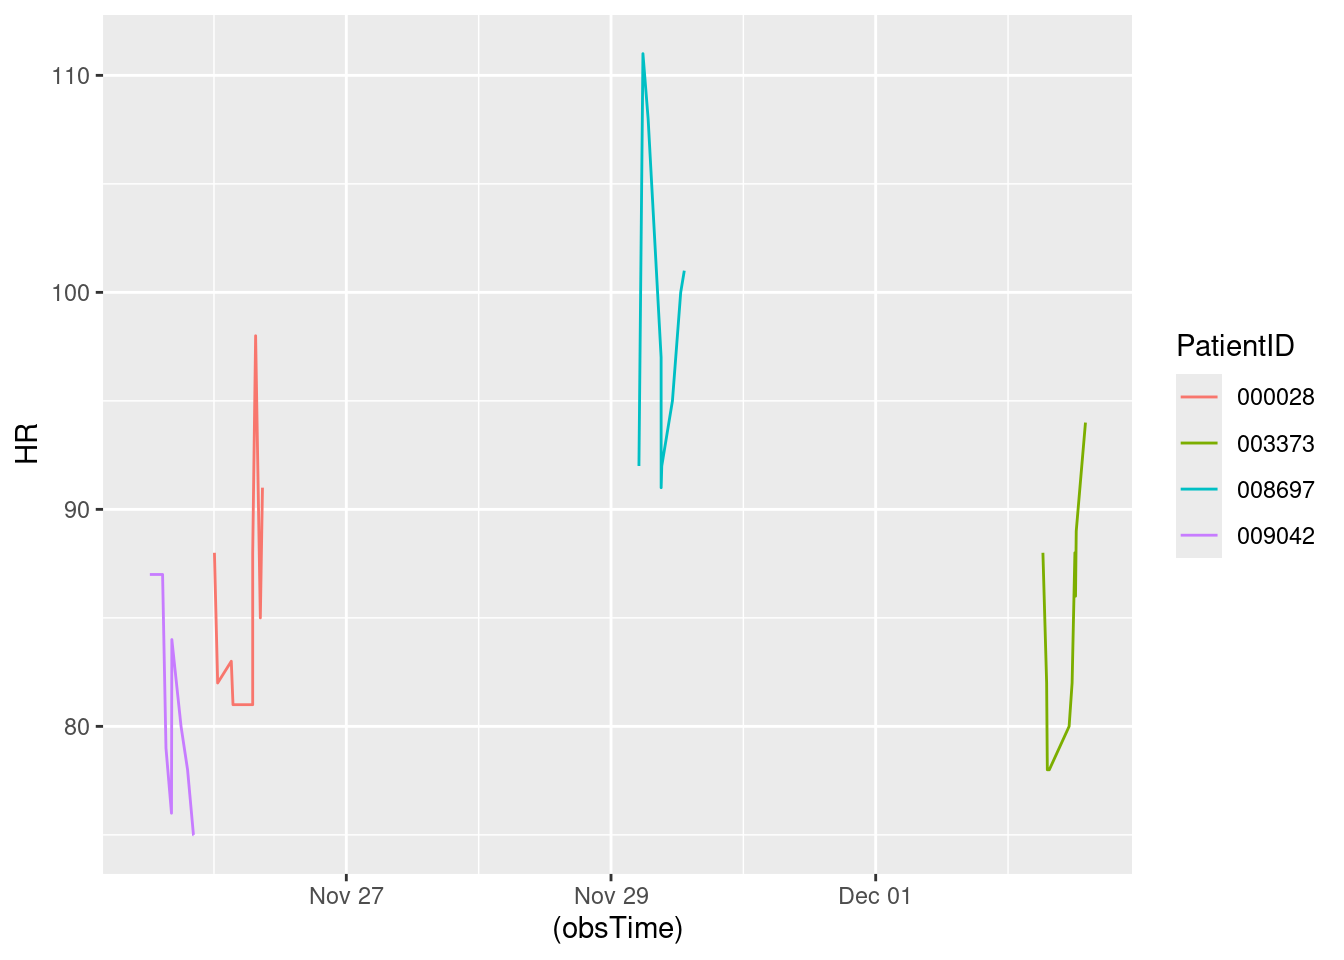 110
100
90
80
HR
Nov 27
Nov 29
Dec 01
(obsTime)
PatientID
000028
003373
008697
009042